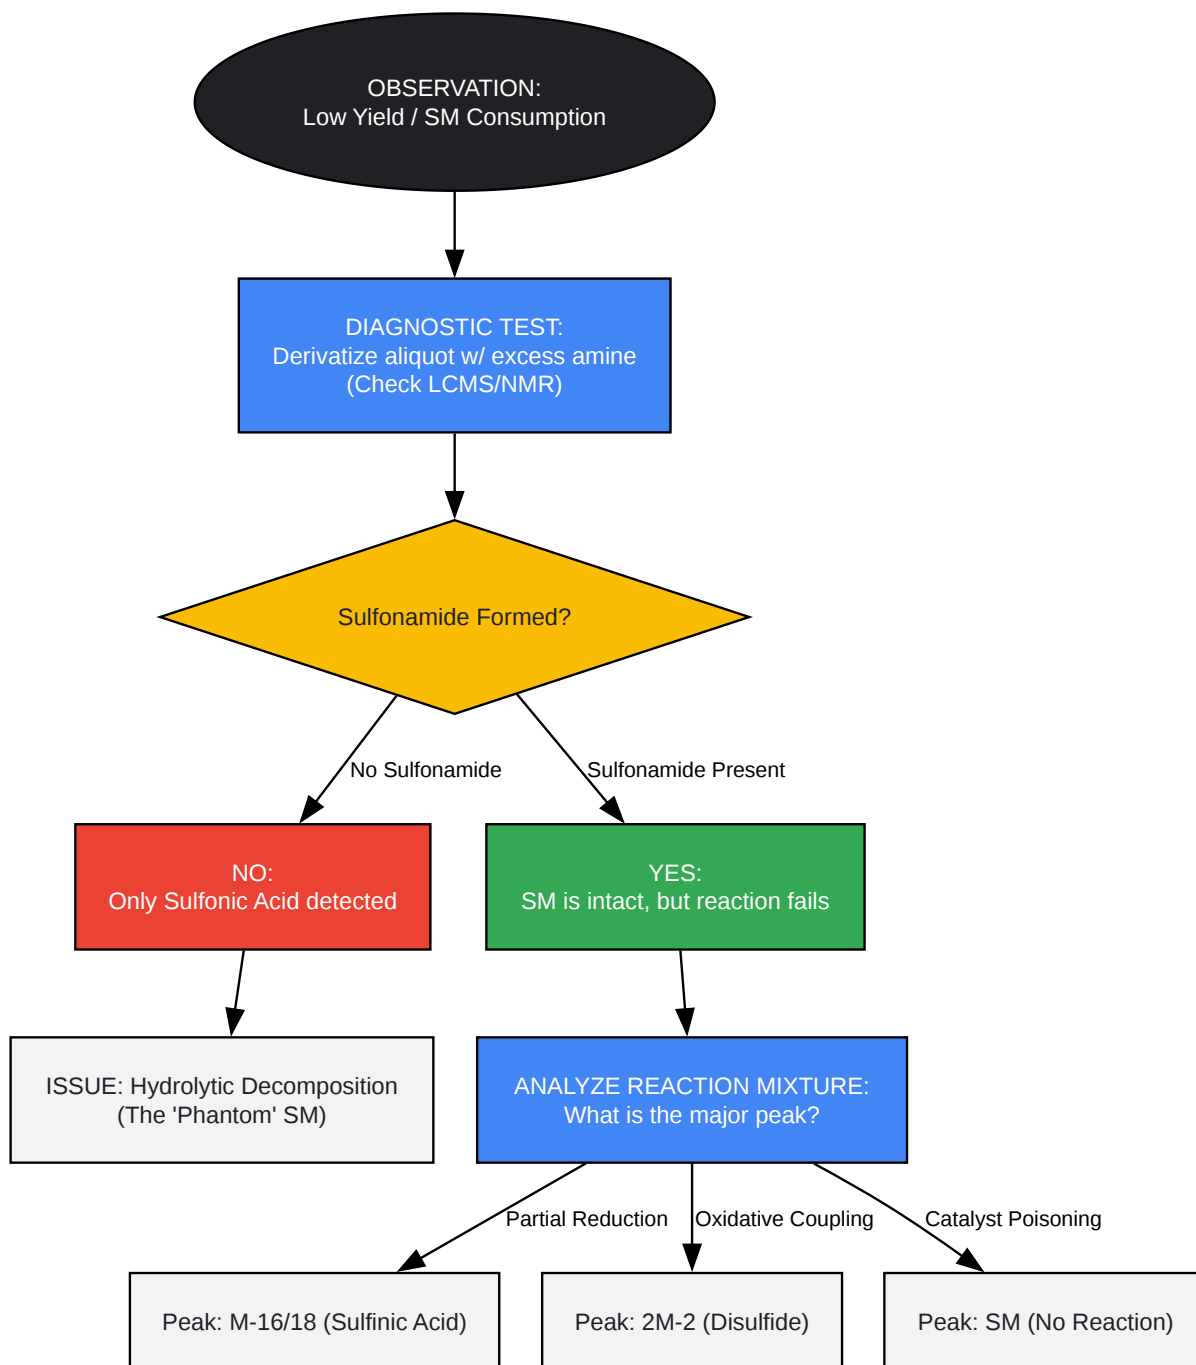 OBSERVATION:
Low Yield / SM Consumption
DIAGNOSTIC TEST:
Derivatize aliquot w/ excess amine
(Check LCMS/NMR)
Sulfonamide Formed?
No Sulfonamide
Sulfonamide Present
NO:
Only Sulfonic Acid detected
YES:
SM is intact, but reaction fails
ISSUE: Hydrolytic Decomposition
(The 'Phantom' SM)
ANALYZE REACTION MIXTURE:
What is the major peak?
Partial Reduction
Oxidative Coupling
Catalyst Poisoning
Peak: M-16/18 (Sulfinic Acid)
Peak: 2M-2 (Disulfide)
Peak: SM (No Reaction)